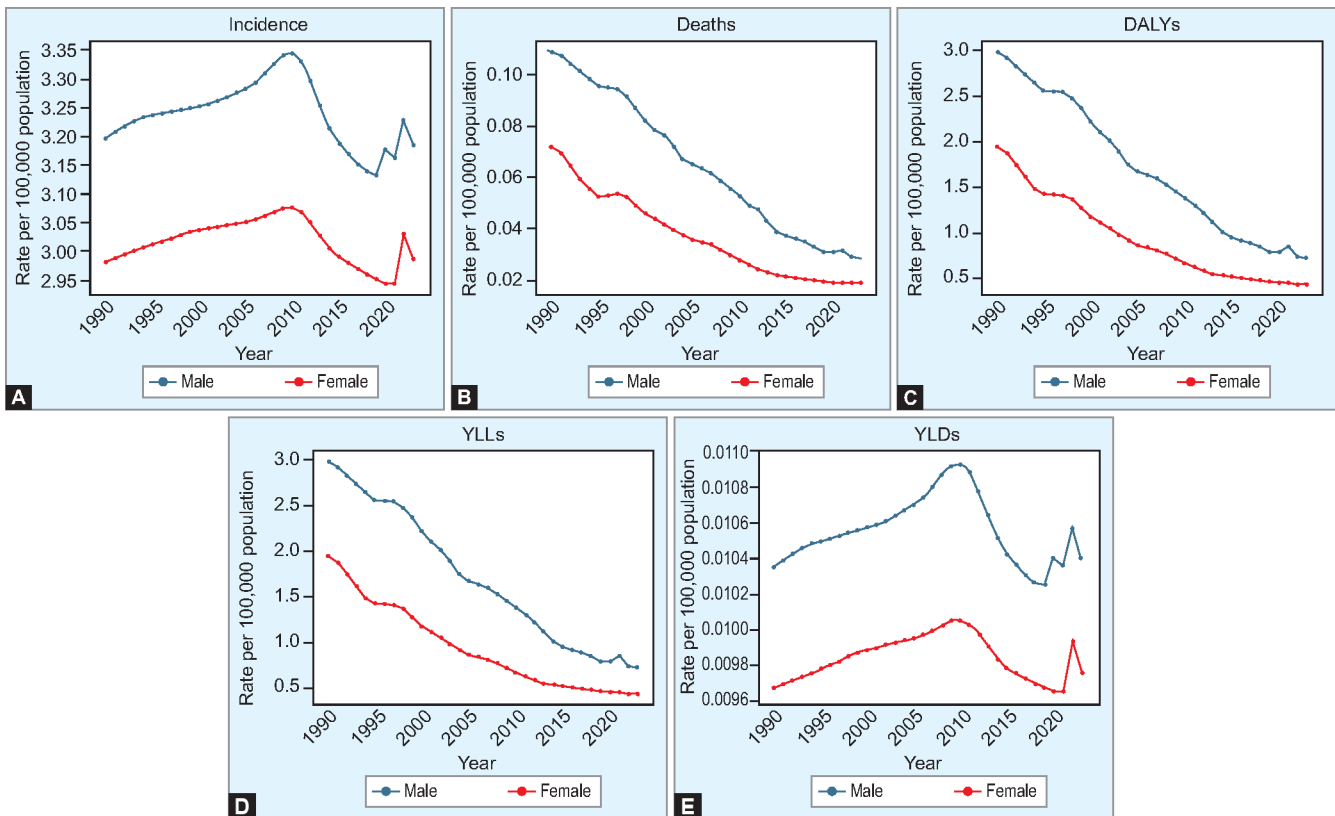 Incidence
Rate per 100,000 population
3.35
3.30
3.25
3.20
3.15
3.10
3.05
3.00
2.95
1990
1995
2000
2005
2010
2015
2020
Year
Male
Female
A
Deaths
Rate per 100,000 population
0.10
0.08
0.06
0.04
0.02
1990
1995
2000
2005
2010
2015
2020
Year
Male
Female
B
DALYs
Rate per 100,000 population
3.0
2.5
2.0
1.5
1.0
0.5
1990
1995
2000
2005
2010
2015
2020
Year
Male
Female
C
YLLs
Rate per 100,000 population
3.0
2.5
2.0
1.5
1.0
0.5
1990
1995
2000
2005
2010
2015
2020
Year
Male
Female
D
YLDs
Rate per 100,000 population
0.0110
0.0108
0.0106
0.0104
0.0102
0.0100
0.0098
0.0096
1990
1995
2000
2005
2010
2015
2020
Year
Male
Female
E